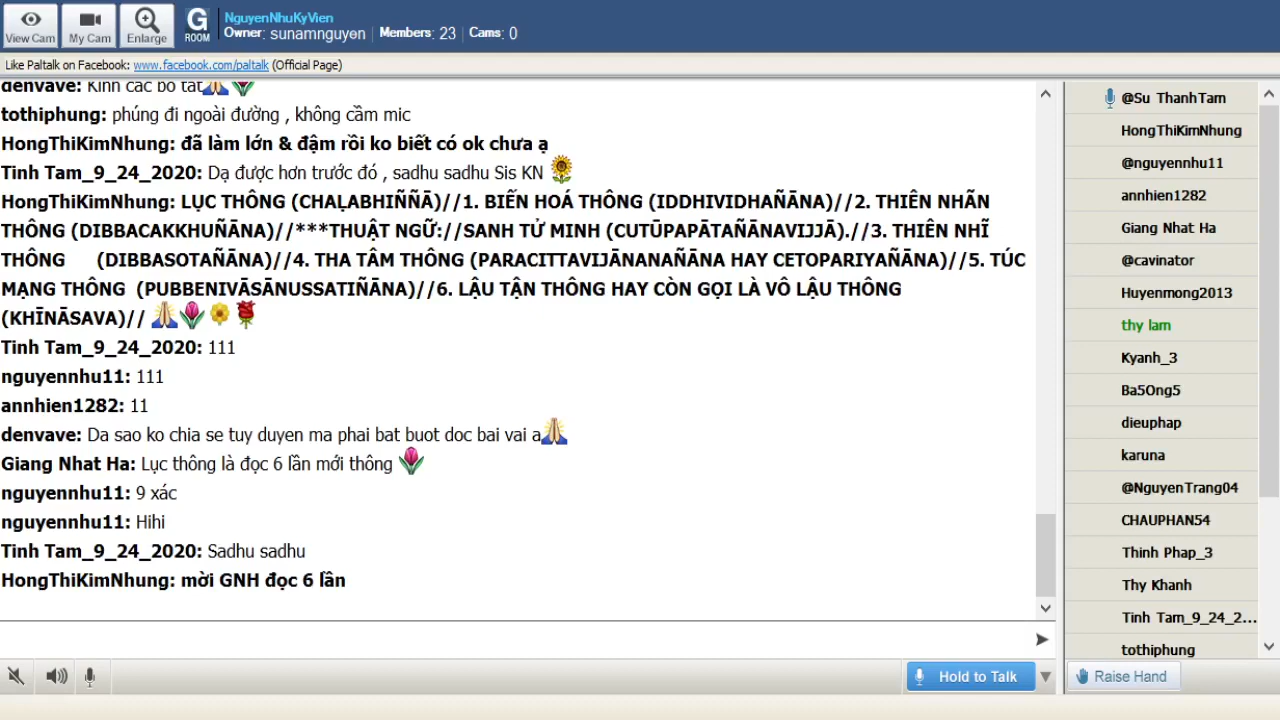 View Cam
My Cam
Enlarge
G
ROOM
NguyenNhuKyVien
Owner: sunamnguyen | Members: 23 | Cams: 0
Like Paltalk on Facebook: www.facebook.com/paltalk (Official Page)
denvave: Kinh cac bo tat
tothiphung: phúng đi ngoài đường , không cầm mic
HongThiKimNhung: đã làm lớn & đậm rồi ko biết có ok chưa ạ
Tinh Tam_9_24_2020: Dạ được hơn trước đó , sadhu sadhu Sis KN
HongThiKimNhung: LỤC THÔNG (CHAḶABHIÑÑĀ)//1. BIẾN HOÁ THÔNG (IDDHIVIDHAÑĀNA)//2. THIÊN NHÃN
THÔNG (DIBBACAKKHUÑĀNA)//***THUẬT NGỮ://SANH TỬ MINH (CUTŪPAPĀTAÑĀNAVIJJĀ).//3. THIÊN NHĨ
THÔNG (DIBBASOTAÑĀNA)//4. THA TÂM THÔNG (PARACITTAVIJĀNANAÑĀNA HAY CETOPARIYAÑĀNA)//5. TÚC
MẠNG THÔNG (PUBBENIVĀSĀNUSSATIÑĀNA)//6. LẬU TẬN THÔNG HAY CÒN GỌI LÀ VÔ LẬU THÔNG
(KHĪNĀSAVA)//
Tinh Tam_9_24_2020: 111
nguyennhu11: 111
annhien1282: 11
denvave: Da sao ko chia se tuy duyen ma phai bat buot doc bai vai a
Giang Nhat Ha: Lục thông là đọc 6 lần mới thông
nguyennhu11: 9 xác
nguyennhu11: Hihi
Tinh Tam_9_24_2020: Sadhu sadhu
HongThiKimNhung: mời GNH đọc 6 lần
Hold to Talk
@Su ThanhTam
HongThiKimNhung
@nguyennhu11
annhien1282
Giang Nhat Ha
@cavinator
Huyenmong2013
thy lam
Kyanh_3
Ba5Ong5
dieuphap
karuna
@NguyenTrang04
CHAUPHAN54
Thinh Phap_3
Thy Khanh
Tinh Tam_9_24_2...
tothiphung
Raise Hand